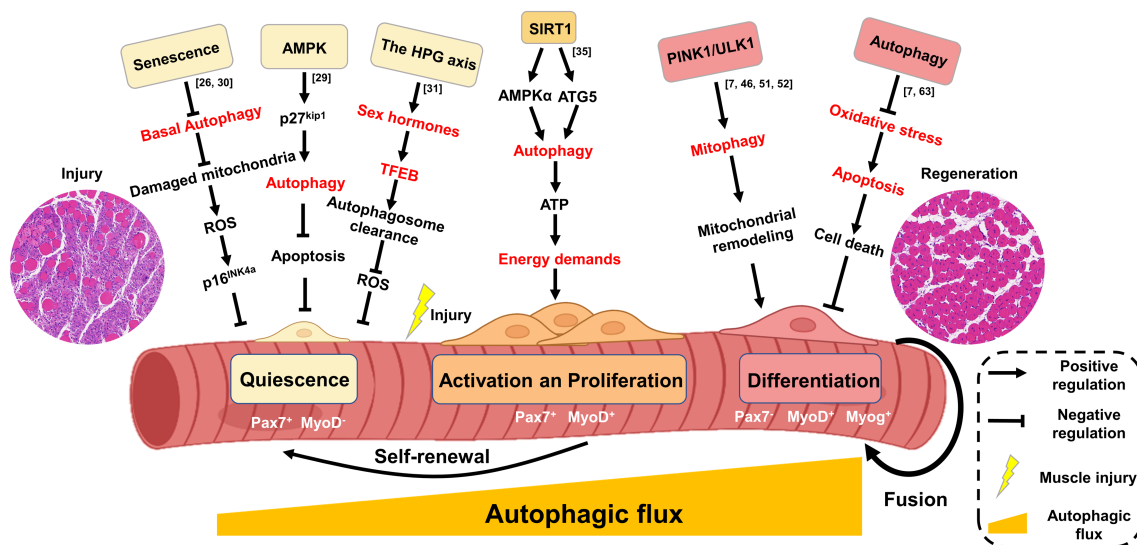 Senescence
[26, 30]
Basal Autophagy
Damaged mitochondria
ROS
p16INK4a
AMPK
[29]
p27kip1
Autophagy
Apoptosis
The HPG axis
[31]
Sex hormones
TFEB
Autophagosome
clearance
ROS
SIRT1
[35]
AMPKα ATG5
Autophagy
ATP
Energy demands
PINK1/ULK1
[7, 46, 51, 52]
Mitophagy
Mitochondrial
remodeling
Autophagy
[7, 63]
Oxidative stress
Apoptosis
Cell death
Injury
Regeneration
Injury
Quiescence
Pax7+ MyoD-
Activation an Proliferation
Pax7+ MyoD+
Differentiation
Pax7- MyoD+ Myog+
Self-renewal
Fusion
Autophagic flux
Positive
regulation
Negative
regulation
Muscle injury
Autophagic
flux